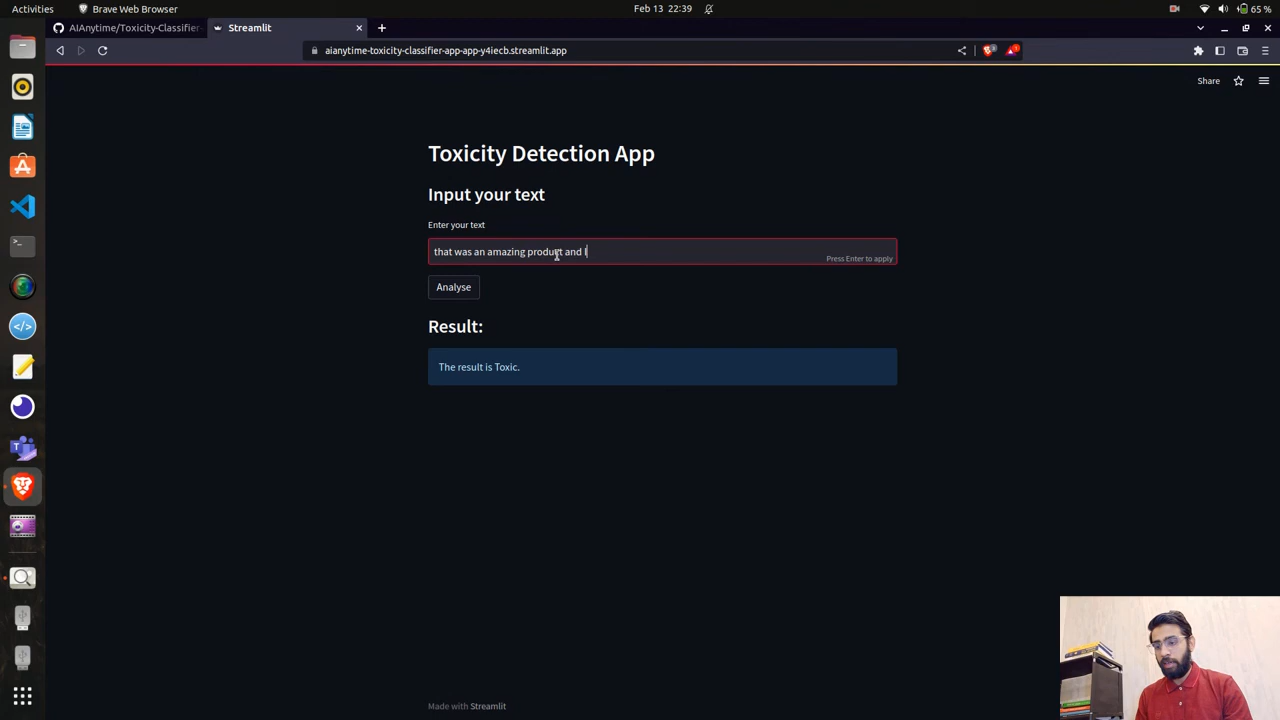 Activities
Brave Web Browser
Feb 13 22:39
65 %
AIAnytime/Toxicity-Classifier-
Streamlit
aianytime-toxicity-classifier-app-app-y4iecb.streamlit.app
Share
Toxicity Detection App
Input your text
Enter your text
that was an amazing product and I
Press Enter to apply
Analyse
Result:
The result is Toxic.
Made with Streamlit